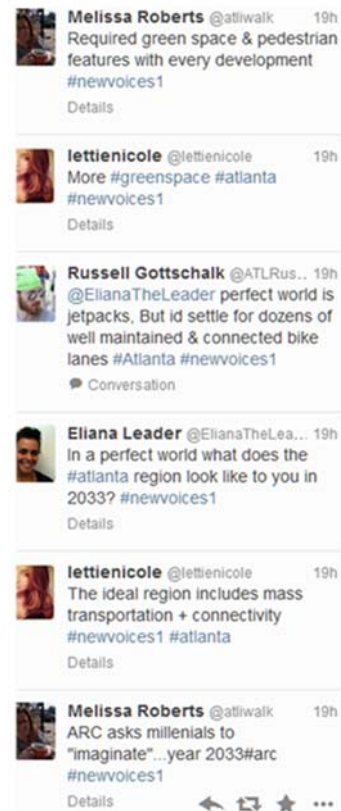 Melissa Roberts @atliwalk 19h
Required green space & pedestrian
features with every development
#newvoices1
Details
lettienicole @lettienicole 19h
More #greenspace #atlanta
#newvoices1
Details
Russell Gottschalk @ATLRus.. 19h
@ElianaTheLeader perfect world is
jetpacks, But id settle for dozens of
well maintained & connected bike
lanes #Atlanta #newvoices1
Conversation
Eliana Leader @ElianaTheLea... 19h
In a perfect world what does the
#atlanta region look like to you in
2033? #newvoices1
Details
lettienicole @lettienicole 19h
The ideal region includes mass
transportation + connectivity
#newvoices1 #atlanta
Details
Melissa Roberts @atliwalk 19h
ARC asks millenials to
"imaginate"...year 2033#arc
#newvoices1
Details